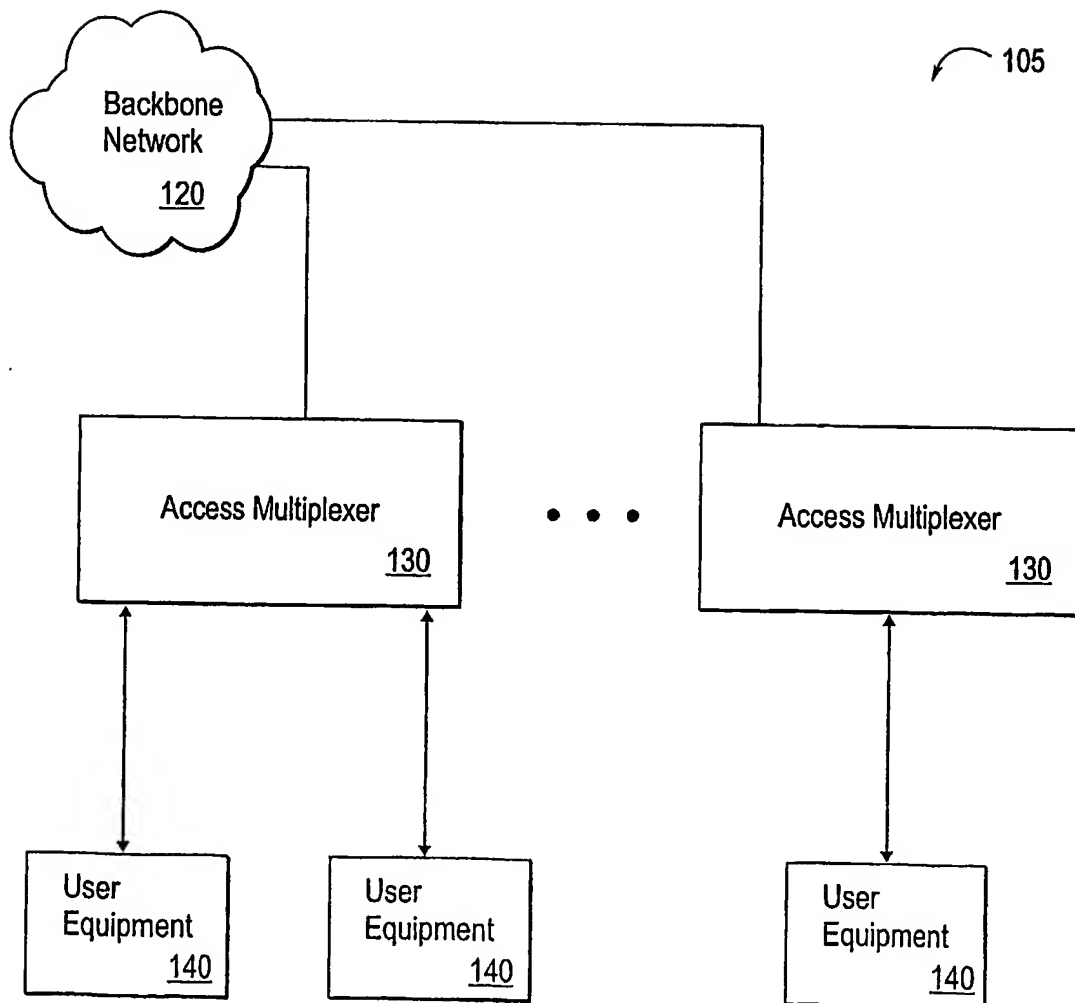 105
Backbone
Network
120
Access Multiplexer
130
Access Multiplexer
130
User
Equipment
140
User
Equipment
140
User
Equipment
140